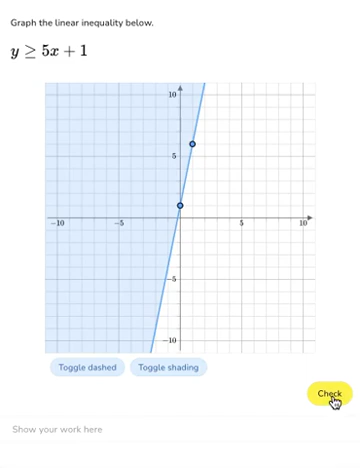 Graph the linear inequality below.
y ≥ 5x + 1
10
5
−10 −5 5 10
−5
−10
Toggle dashed Toggle shading
Check
Show your work here